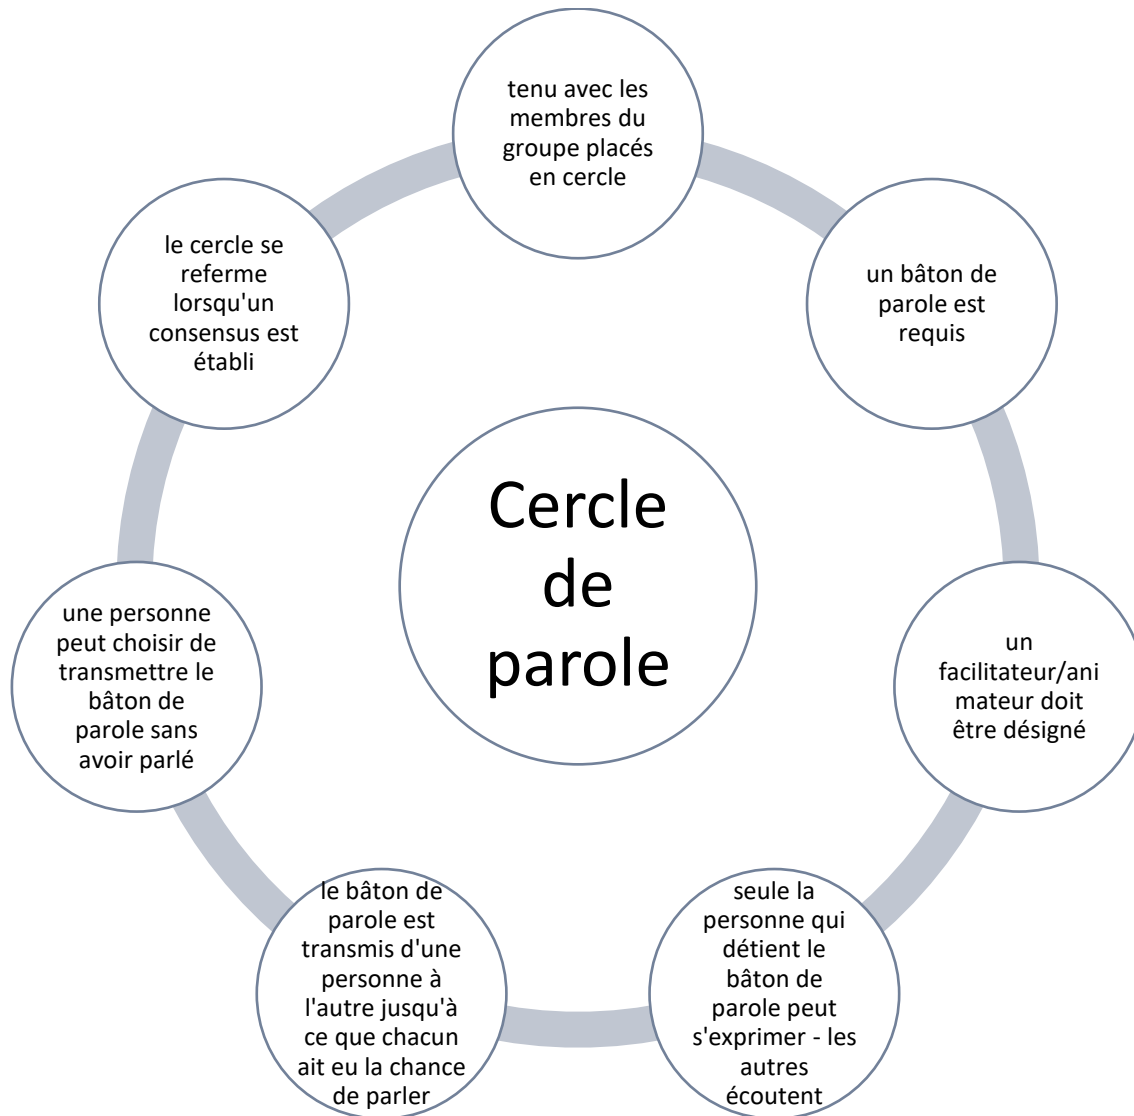 tenu avec les
membres du
groupe placés
en cercle
un bâton de
parole est
requis
un
facilitateur/ani
mateur doit
être désigné
seule la
personne qui
détient le
bâton de
parole peut
s'exprimer - les
autres
écoutent
le bâton de
parole est
transmis d'une
personne à
l'autre jusqu'à
ce que chacun
ait eu la chance
de parler
une personne
peut choisir de
transmettre le
bâton de
parole sans
avoir parlé
le cercle se
referme
lorsqu'un
consensus est
établi
Cercle
de
parole